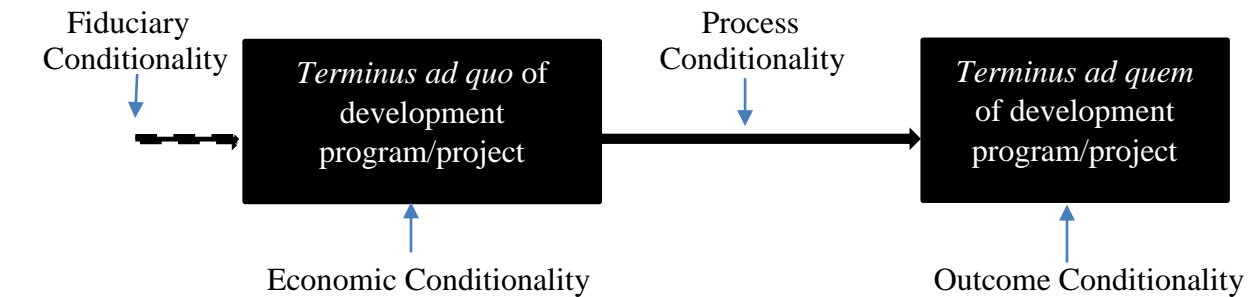 Fiduciary
Conditionality
Terminus ad quo of
development
program/project
Process
Conditionality
Terminus ad quem
of development
program/project
Economic Conditionality
Outcome Conditionality